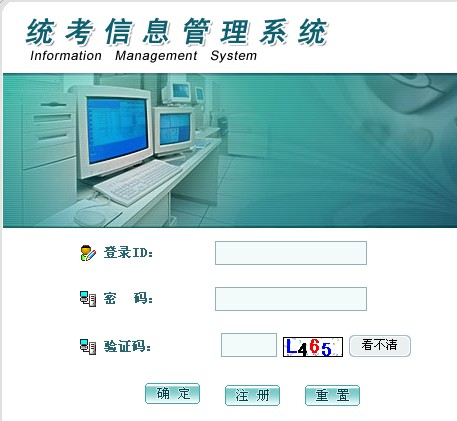 统考信息管理系统
Information Management System
登录ID：
密 码：
验证码： L465 看不清
确 定 注 册 重 置